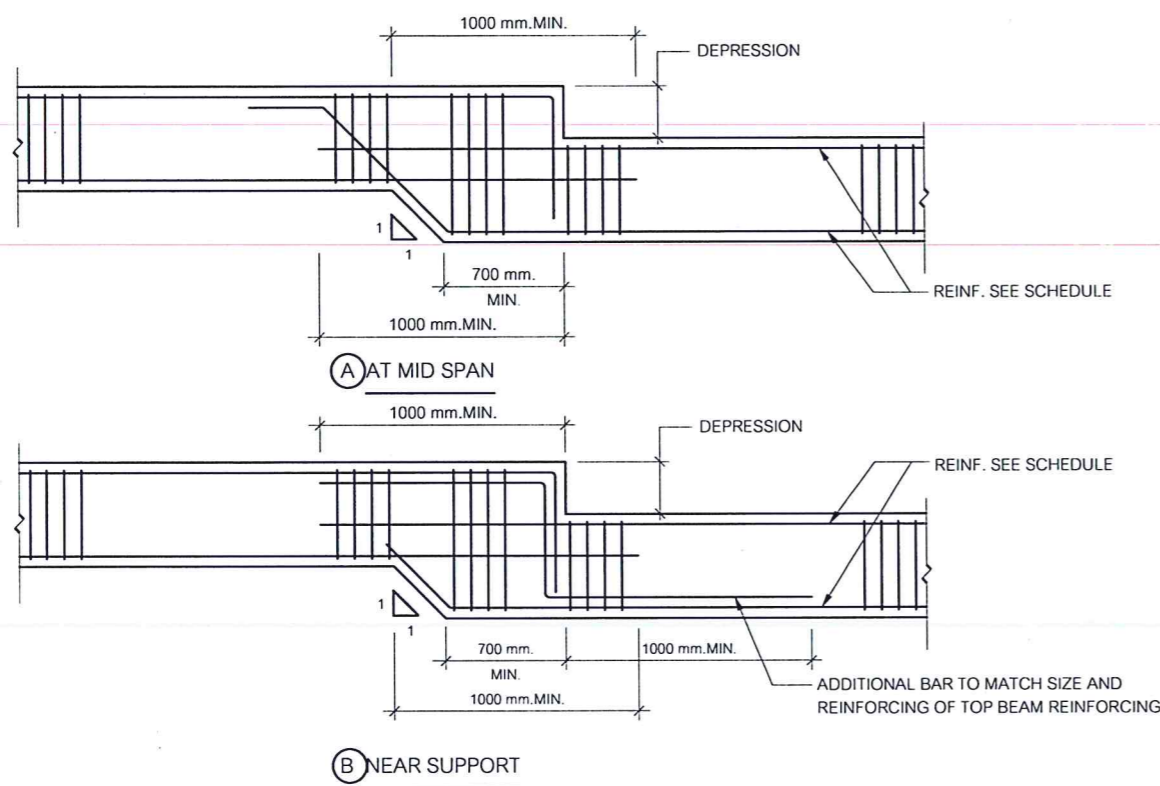 1000 mm.MIN.
DEPRESSION
1
1
700 mm.
MIN.
REINF. SEE SCHEDULE
1000 mm.MIN.
A AT MID SPAN
1000 mm.MIN.
DEPRESSION
REINF. SEE SCHEDULE
1
1
700 mm.
MIN.
1000 mm.MIN.
1000 mm.MIN.
ADDITIONAL BAR TO MATCH SIZE AND
REINFORCING OF TOP BEAM REINFORCING
B NEAR SUPPORT